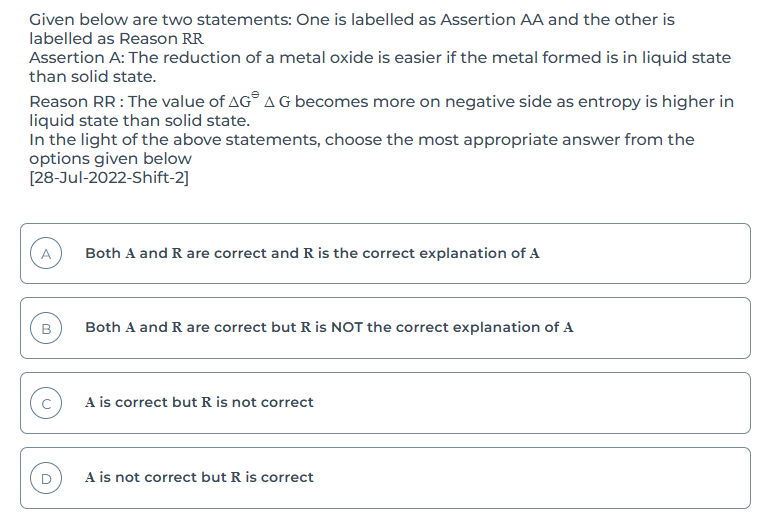 Given below are two statements: One is labelled as Assertion AA and the other is
labelled as Reason RR
Assertion A: The reduction of a metal oxide is easier if the metal formed is in liquid state
than solid state.
Reason RR : The value of ΔG⊖ Δ G becomes more on negative side as entropy is higher in
liquid state than solid state.
In the light of the above statements, choose the most appropriate answer from the
options given below
[28-Jul-2022-Shift-2]
A Both A and R are correct and R is the correct explanation of A
B Both A and R are correct but R is NOT the correct explanation of A
C A is correct but R is not correct
D A is not correct but R is correct